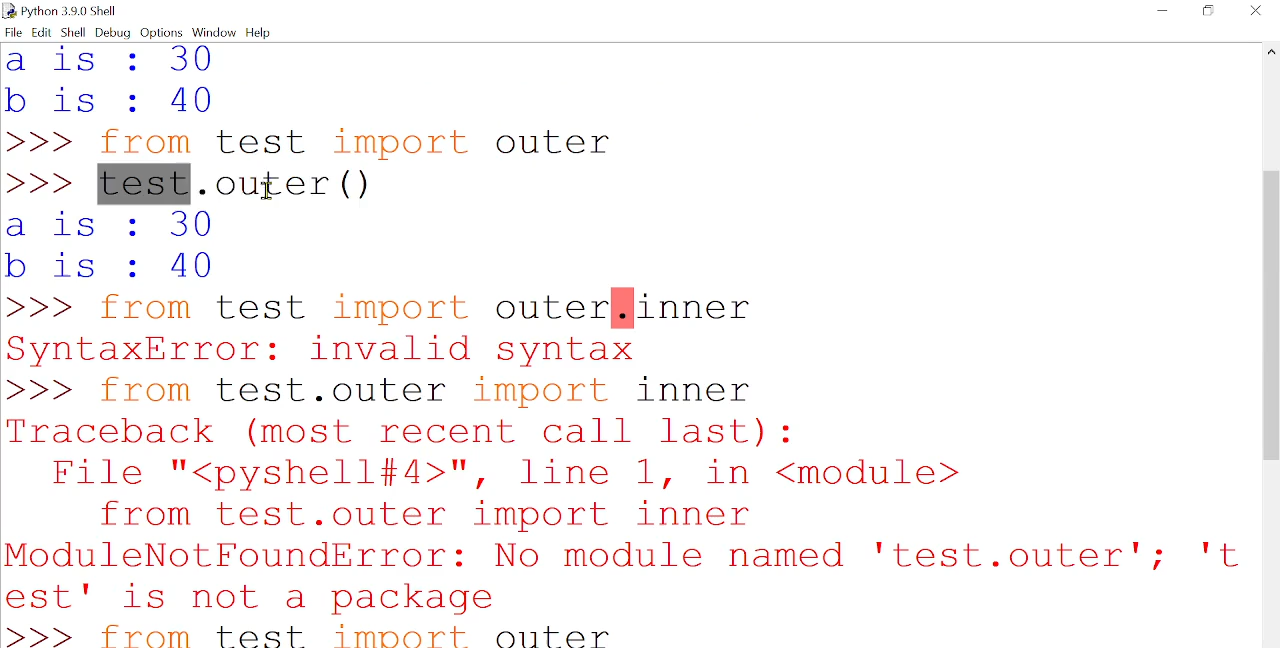 Python 3.9.0 Shell
File Edit Shell Debug Options Window Help
a is : 30
b is : 40
>>> from test import outer
>>> test.outer()
a is : 30
b is : 40
>>> from test import outer.inner
SyntaxError: invalid syntax
>>> from test.outer import inner
Traceback (most recent call last):
  File "<pyshell#4>", line 1, in <module>
    from test.outer import inner
ModuleNotFoundError: No module named 'test.outer'; 't
est' is not a package
>>> from test import outer